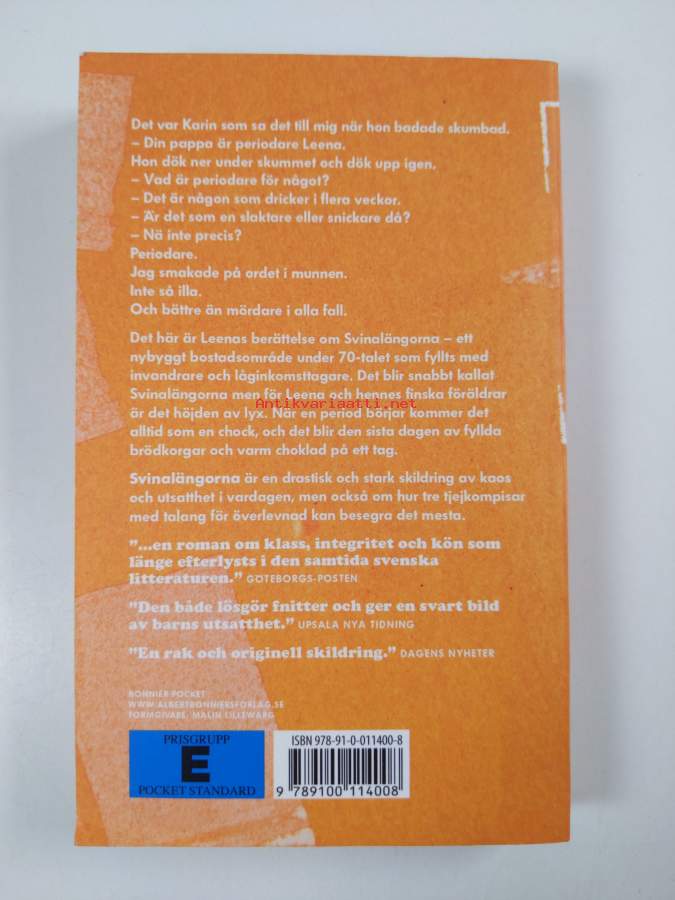 Det var Karin som sa det till mig när hon badade skumbad.
– Din pappa är periodare Leena.
Hon dök ner under skummet och dök upp igen.
– Vad är periodare för något?
– Det är någon som dricker i flera veckor.
– Är det som en slaktare eller snickare då?
– Nä inte precis?
Periodare.
Jag smakade på ordet i munnen.
Inte så illa.
Och bättre än mördare i alla fall.
Det här är Leenas berättelse om Svinalängorna – ett
nybyggt bostadsområde under 70-talet som fyllts med
invandrare och låginkomsttagare. Det blir snabbt kallat
Svinalängorna men för Leena och hennes finska föräldrar
är det höjden av lyx. När en period börjar kommer det
Antikvariaatti.net
alltid som en chock, och det blir den sista dagen av fyllda
brödkorgar och varm choklad på ett tag.
Svinalängorna är en drastisk och stark skildring av kaos
och utsatthet i vardagen, men också om hur tre tjejkompisar
med talang för överlevnad kan besegra det mesta.
”...en roman om klass, integritet och kön som
länge efterlysts i den samtida svenska
litteraturen.” GÖTEBORGS-POSTEN
”Den både lösgör fnitter och ger en svart bild
av barns utsatthet.” UPSALA NYA TIDNING
”En rak och originell skildring.” DAGENS NYHETER
BONNIER POCKET
WWW.ALBERTBONNIERSFORLAG.SE
FORMGIVARE: MALIN LILLEWARG
PRISGRUPP
E
POCKET STANDARD
ISBN 978-91-0-011400-8
9 789100 114008